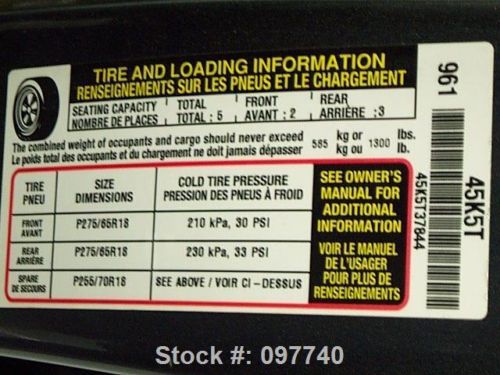 TIRE AND LOADING INFORMATION
RENSEIGNEMENTS SUR LES PNEUS ET LE CHARGEMENT
SEATING CAPACITY TOTAL FRONT REAR
NOMBRE DE PLACES TOTAL : 5 AVANT : 2 ARRIÈRE : 3
The combined weight of occupants and cargo should never exceed 585 kg or 1300 lbs.
Le poids total des occupants et du chargement ne doit jamais dépasser kg ou lb.
TIRE SIZE COLD TIRE PRESSURE
PNEU DIMENSIONS PRESSION DES PNEUS À FROID
FRONT
AVANT P275/65R18 210 kPa, 30 PSI
REAR
ARRIÈRE P275/65R18 230 kPa, 33 PSI
SPARE
DE SECOURS P255/70R18 SEE ABOVE / VOIR CI-DESSUS
SEE OWNER'S
MANUAL FOR
ADDITIONAL
INFORMATION
VOIR LE MANUEL
DE L'USAGER
POUR PLUS DE
RENSEIGNEMENTS
961
45K5T
45K5T37844
Stock #: 097740